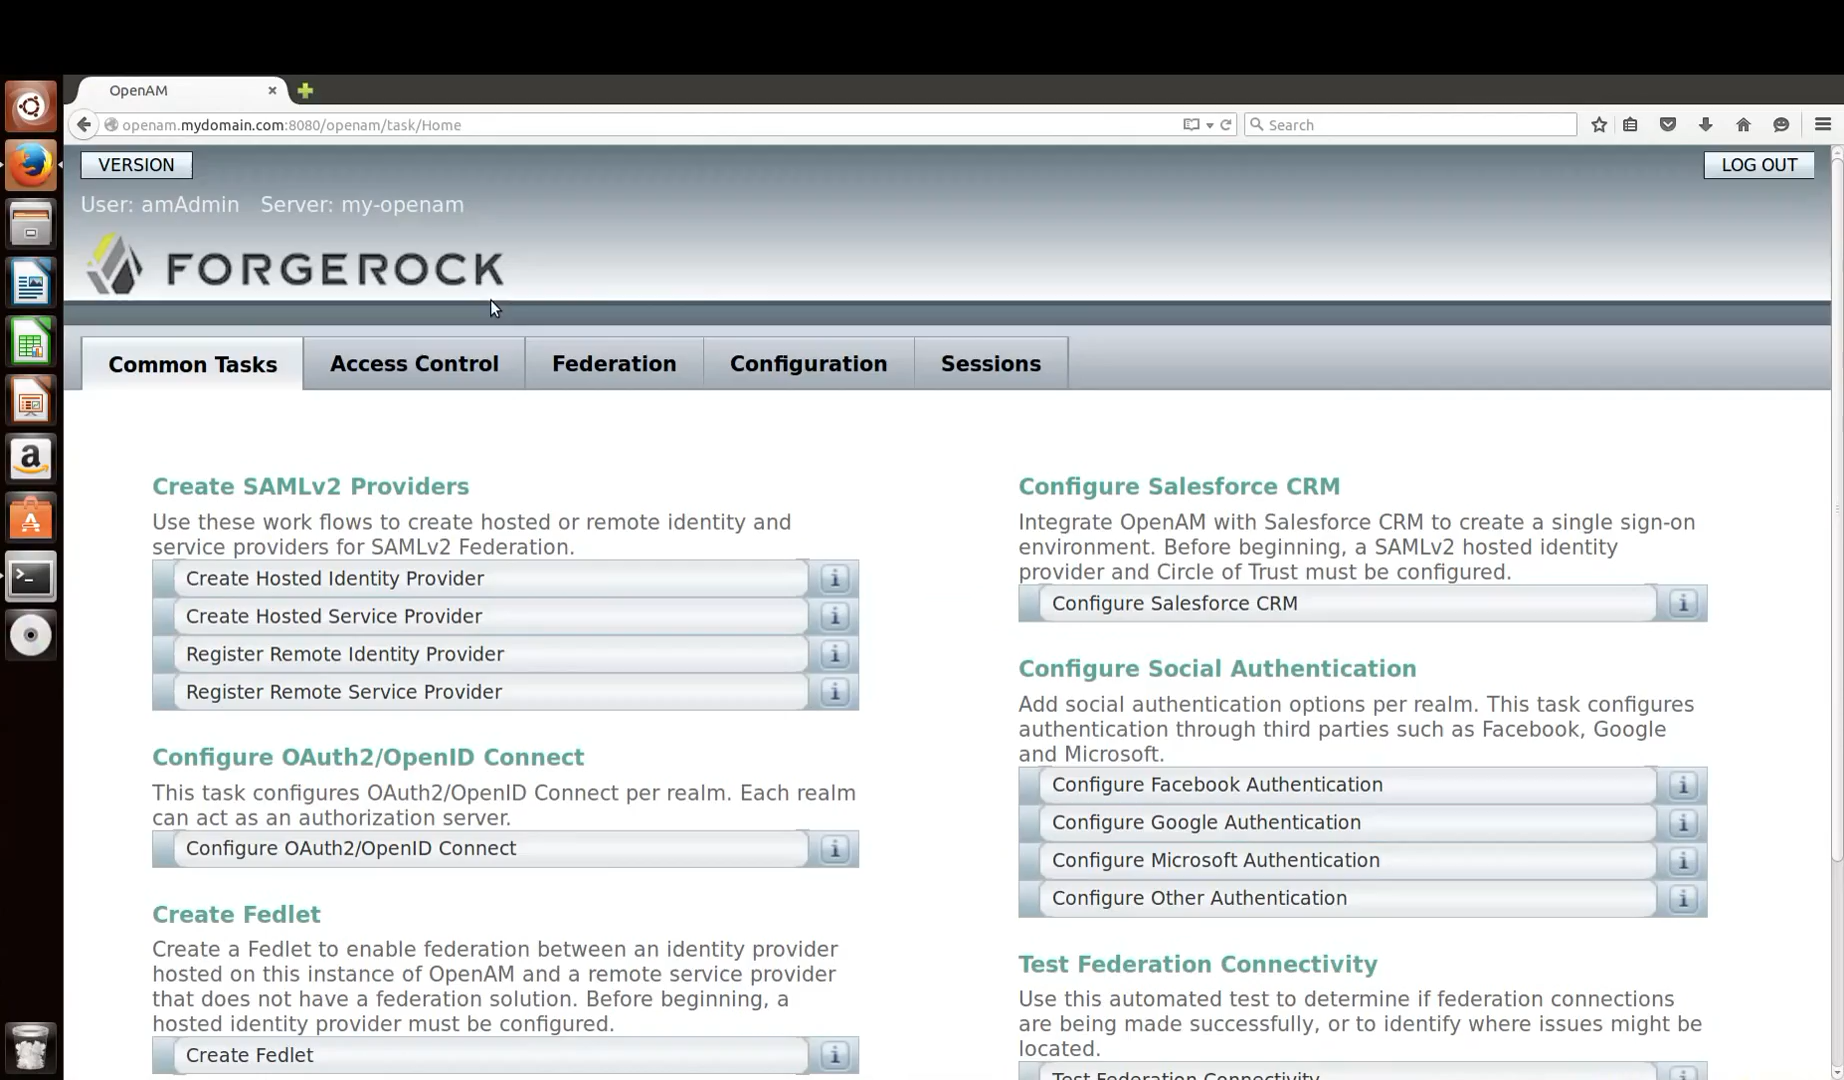 OpenAM
openam.mydomain.com:8080/openam/task/Home
Search
VERSION
LOG OUT
User: amAdmin Server: my-openam
FORGEROCK
Common Tasks
Access Control
Federation
Configuration
Sessions
Create SAMLv2 Providers
Use these work flows to create hosted or remote identity and
service providers for SAMLv2 Federation.
Create Hosted Identity Provider
Create Hosted Service Provider
Register Remote Identity Provider
Register Remote Service Provider
Configure OAuth2/OpenID Connect
This task configures OAuth2/OpenID Connect per realm. Each realm
can act as an authorization server.
Configure OAuth2/OpenID Connect
Create Fedlet
Create a Fedlet to enable federation between an identity provider
hosted on this instance of OpenAM and a remote service provider
that does not have a federation solution. Before beginning, a
hosted identity provider must be configured.
Create Fedlet
Configure Salesforce CRM
Integrate OpenAM with Salesforce CRM to create a single sign-on
environment. Before beginning, a SAMLv2 hosted identity
provider and Circle of Trust must be configured.
Configure Salesforce CRM
Configure Social Authentication
Add social authentication options per realm. This task configures
authentication through third parties such as Facebook, Google
and Microsoft.
Configure Facebook Authentication
Configure Google Authentication
Configure Microsoft Authentication
Configure Other Authentication
Test Federation Connectivity
Use this automated test to determine if federation connections
are being made successfully, or to identify where issues might be
located.
Test Federation Connectivity